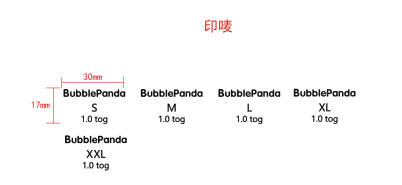 印唛
30mm
17mm
BubblePanda BubblePanda BubblePanda BubblePanda
S M L XL
1.0 tog 1.0 tog 1.0 tog 1.0 tog
BubblePanda
XXL
1.0 tog